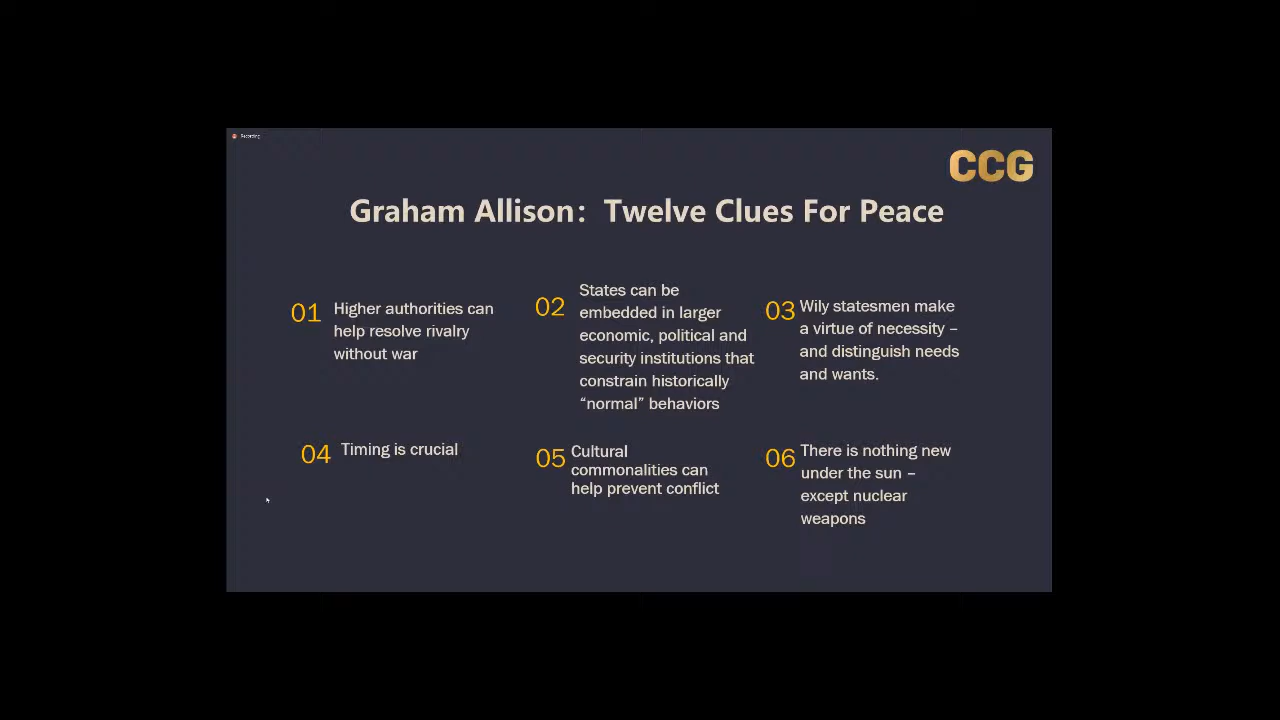 Recording
CCG
Graham Allison: Twelve Clues For Peace
01
Higher authorities can
help resolve rivalry
without war
02
States can be
embedded in larger
economic, political and
security institutions that
constrain historically
“normal” behaviors
03
Wily statesmen make
a virtue of necessity –
and distinguish needs
and wants.
04
Timing is crucial
05
Cultural
commonalities can
help prevent conflict
06
There is nothing new
under the sun –
except nuclear
weapons